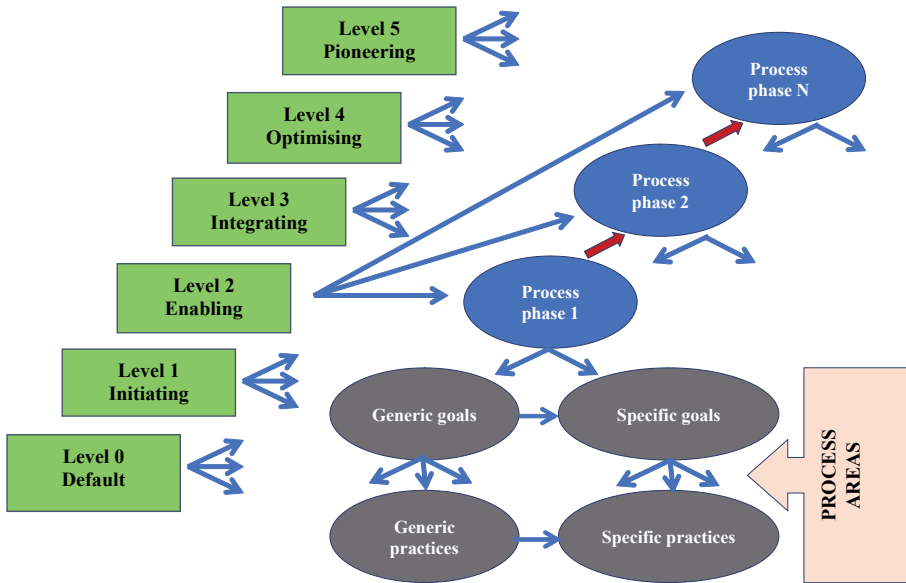 Level 5
Pioneering
Level 4
Optimising
Level 3
Integrating
Level 2
Enabling
Level 1
Initiating
Level 0
Default
Process
phase N
Process
phase 2
Process
phase 1
Generic goals
Specific goals
Generic
practices
Specific practices
PROCESS
AREAS